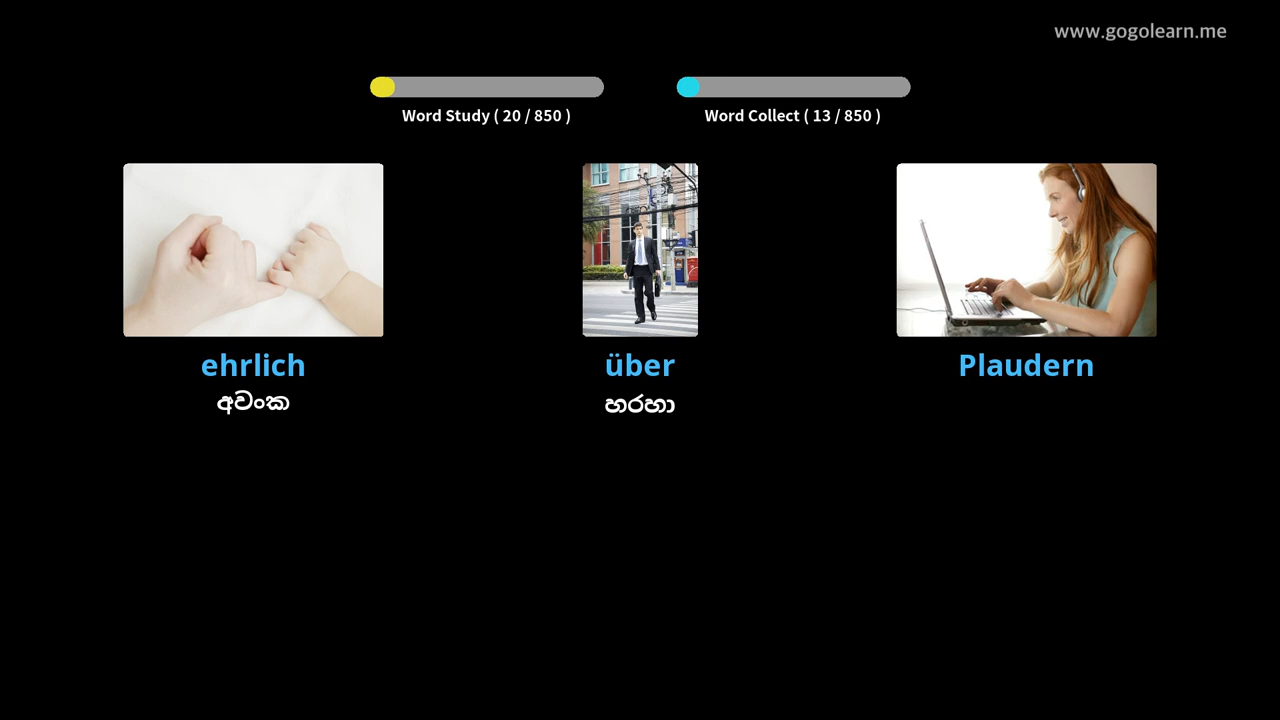 www.gogolearn.me
Word Study ( 20 / 850 )
Word Collect ( 13 / 850 )
ehrlich
über
Plaudern
අවංක
හරහා